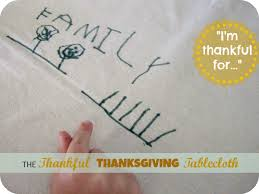 FAMILY
"I'm
thankful
for..."
THE Thankful THANKSGIVING Tablecloth